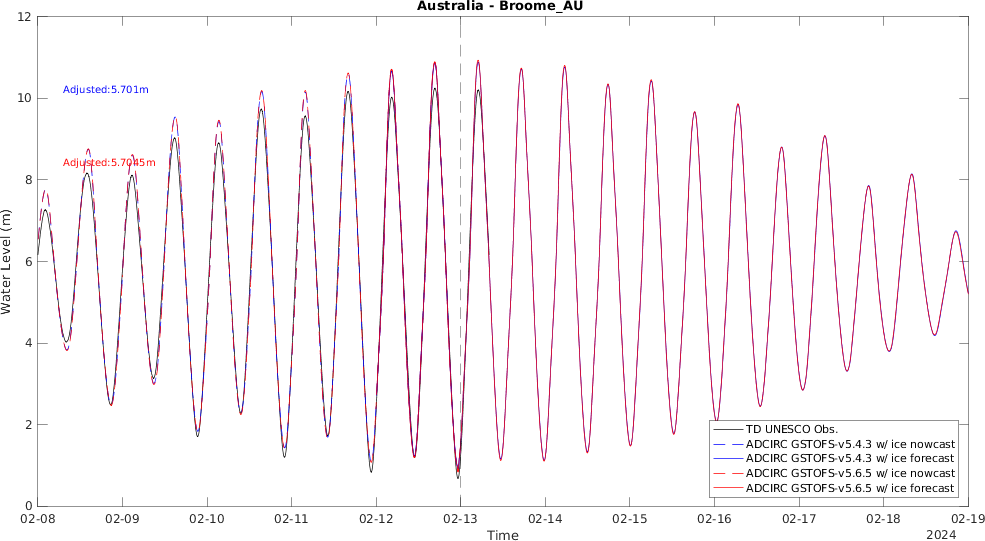 Australia - Broome_AU
12
10
8
6
4
2
0
Water Level (m)
Adjusted:5.701m
Adjusted:5.7045m
TD UNESCO Obs.
ADCIRC GSTOFS-v5.4.3 w/ ice nowcast
ADCIRC GSTOFS-v5.4.3 w/ ice forecast
ADCIRC GSTOFS-v5.6.5 w/ ice nowcast
ADCIRC GSTOFS-v5.6.5 w/ ice forecast
02-08 02-09 02-10 02-11 02-12 02-13 02-14 02-15 02-16 02-17 02-18 02-19
Time
2024